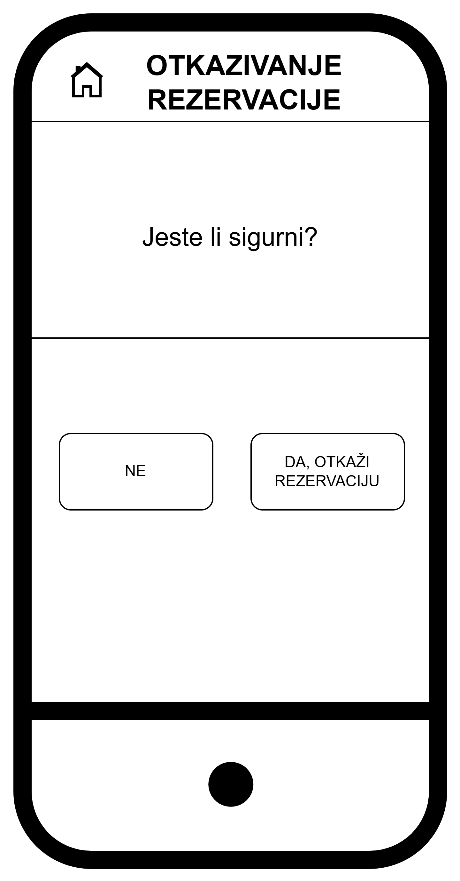 OTKAZIVANJE
REZERVACIJE
Jeste li sigurni?
NE
DA, OTKAŽI
REZERVACIJU